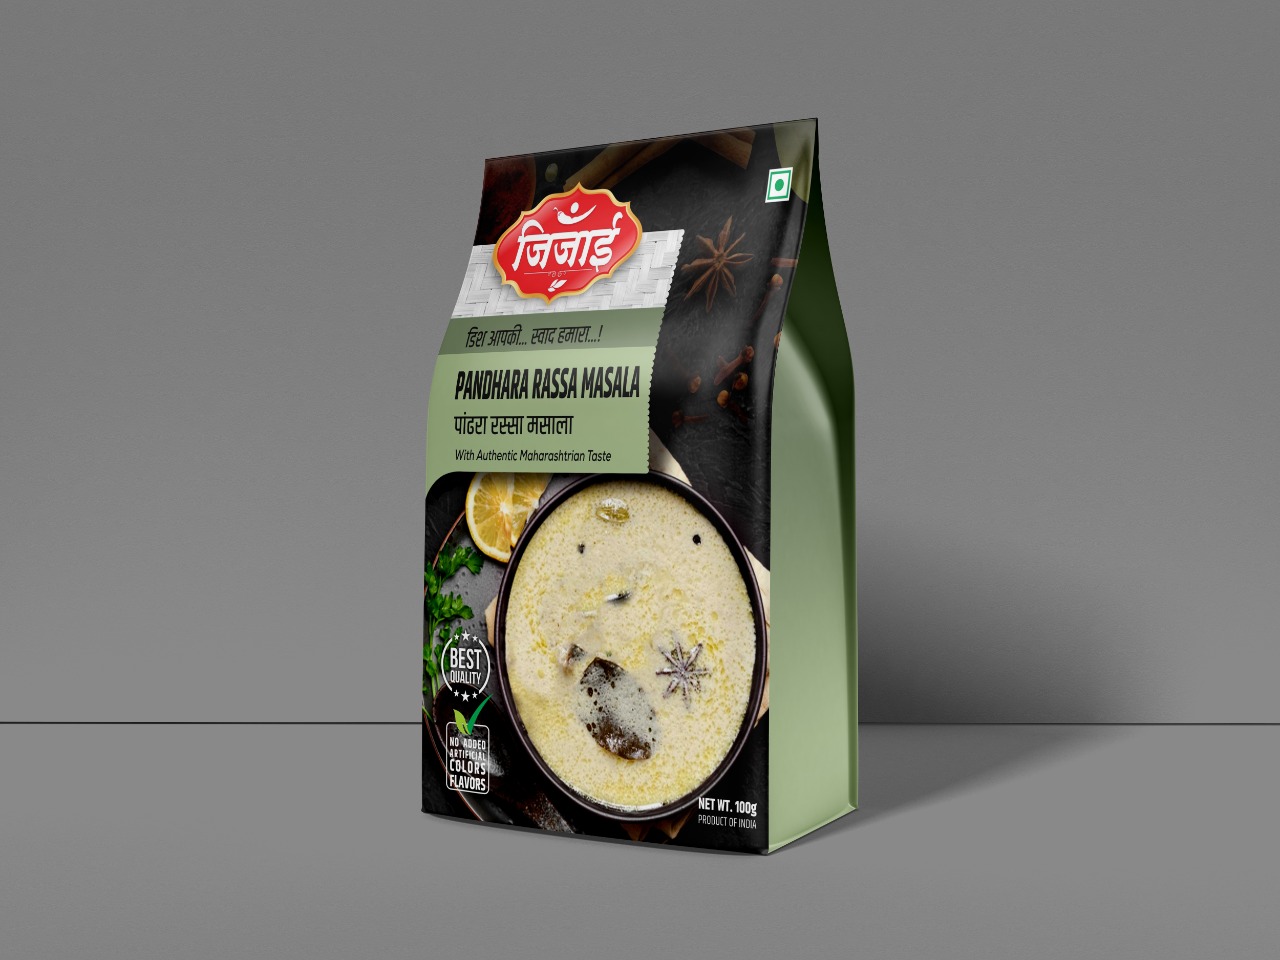 जिजाई
डिश आपकी... स्वाद हमारा...!
PANDHARA RASSA MASALA
पांढरा रस्सा मसाला
With Authentic Maharashtrian Taste
BEST
QUALITY
NO ADDED
ARTIFICIAL
COLORS
FLAVORS
NET WT. 100g
PRODUCT OF INDIA